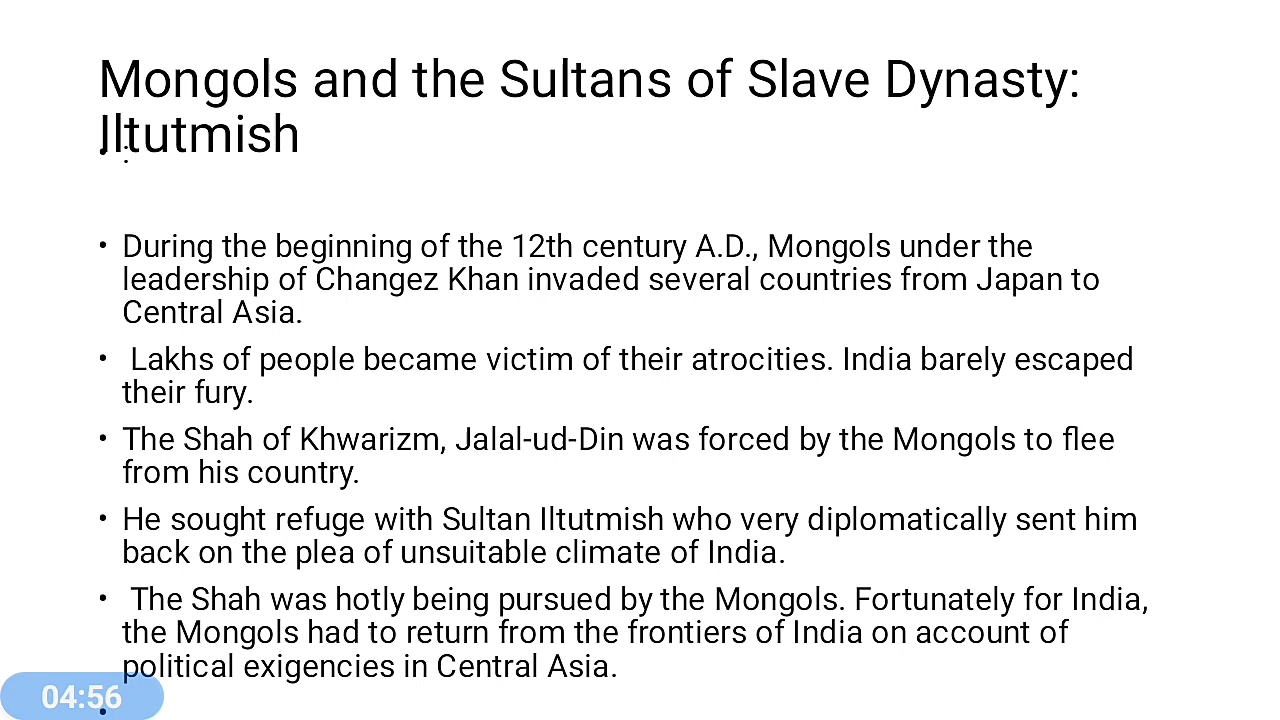 Mongols and the Sultans of Slave Dynasty:
Iltutmish
• During the beginning of the 12th century A.D., Mongols under the
leadership of Changez Khan invaded several countries from Japan to
Central Asia.
• Lakhs of people became victim of their atrocities. India barely escaped
their fury.
• The Shah of Khwarizm, Jalal-ud-Din was forced by the Mongols to flee
from his country.
• He sought refuge with Sultan Iltutmish who very diplomatically sent him
back on the plea of unsuitable climate of India.
• The Shah was hotly being pursued by the Mongols. Fortunately for India,
the Mongols had to return from the frontiers of India on account of
political exigencies in Central Asia.
04:56